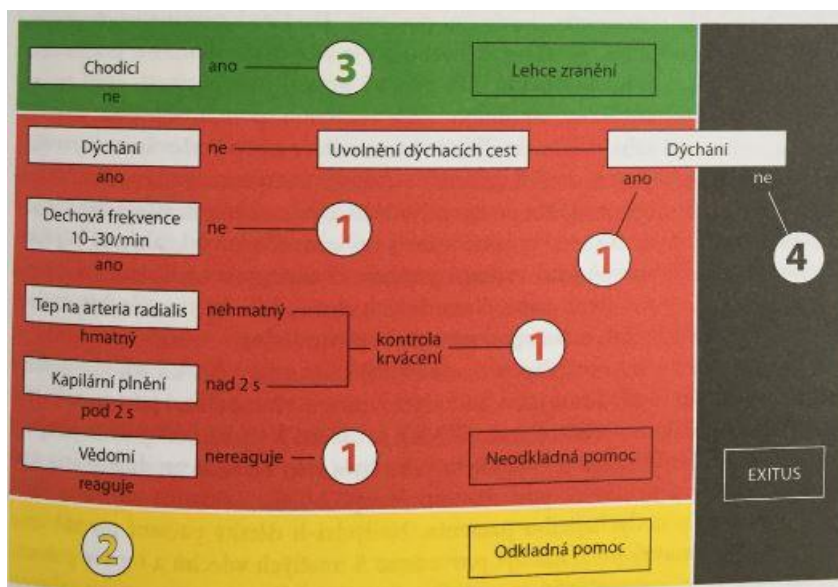 Chodící
ano
3
Lehce zranění
ne
Dýchání
ne
Uvolnění dýchacích cest
Dýchání
ano
ano
ne
Dechová frekvence
10–30/min
ne
1
1
4
ano
Tep na arteria radialis
nehmatný
hmatný
kontrola
krvácení
1
Kapilární plnění
nad 2 s
pod 2 s
Vědomí
nereaguje
1
Neodkladná pomoc
EXITUS
reaguje
2
Odkladná pomoc